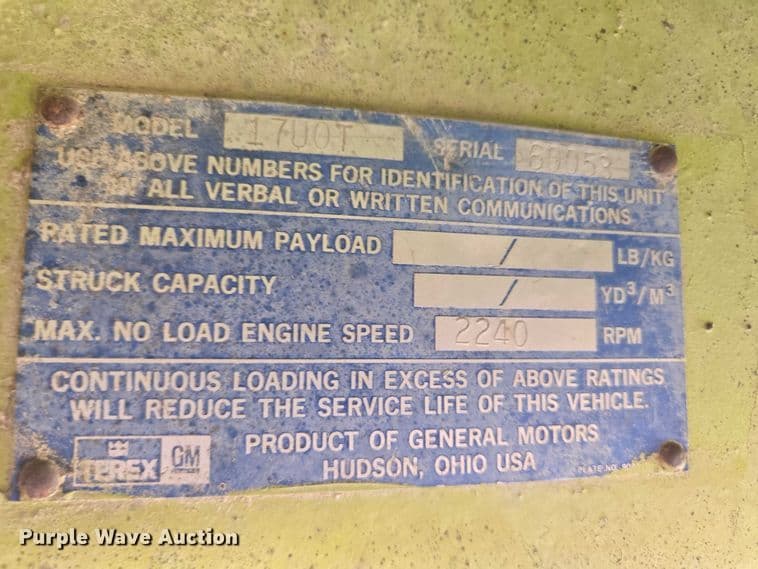 MODEL 17UOT SERIAL
USE ABOVE NUMBERS FOR IDENTIFICATION OF THIS UNIT
IN ALL VERBAL OR WRITTEN COMMUNICATIONS
RATED MAXIMUM PAYLOAD / LB/KG
STRUCK CAPACITY / YD³/M³
MAX. NO LOAD ENGINE SPEED 2240 RPM
CONTINUOUS LOADING IN EXCESS OF ABOVE RATINGS
WILL REDUCE THE SERVICE LIFE OF THIS VEHICLE.
TEREX GM PRODUCT OF GENERAL MOTORS
HUDSON, OHIO USA PLATE NO.
Purple Wave Auction